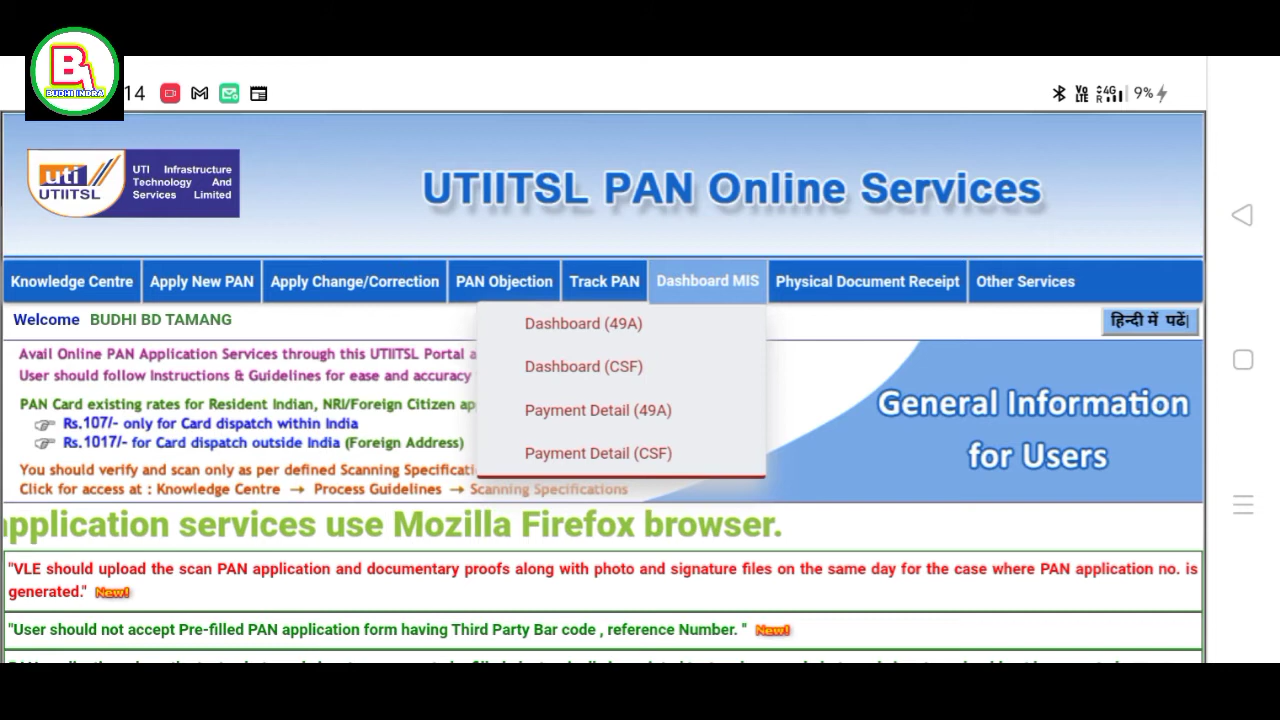 B
BUDHI INDRA
14
Vo LTE 4G R 9%
uti
UTIITSL
UTI Infrastructure
Technology And
Services Limited
UTIITSL PAN Online Services
Knowledge Centre Apply New PAN Apply Change/Correction PAN Objection Track PAN Dashboard MIS Physical Document Receipt Other Services
Welcome BUDHI BD TAMANG
हिन्दी में पढें|
Dashboard (49A)
Dashboard (CSF)
Payment Detail (49A)
Payment Detail (CSF)
Avail Online PAN Application Services through this UTIITSL Portal a
User should follow Instructions & Guidelines for ease and accuracy
PAN Card existing rates for Resident Indian, NRI/Foreign Citizen ap
Rs.107/- only for Card dispatch within India
Rs.1017/- for Card dispatch outside India (Foreign Address)
You should verify and scan only as per defined Scanning Specificati
Click for access at : Knowledge Centre → Process Guidelines → Scanning Specifications
General Information
for Users
application services use Mozilla Firefox browser.
"VLE should upload the scan PAN application and documentary proofs along with photo and signature files on the same day for the case where PAN application no. is
generated." New!
"User should not accept Pre-filled PAN application form having Third Party Bar code , reference Number. " New!